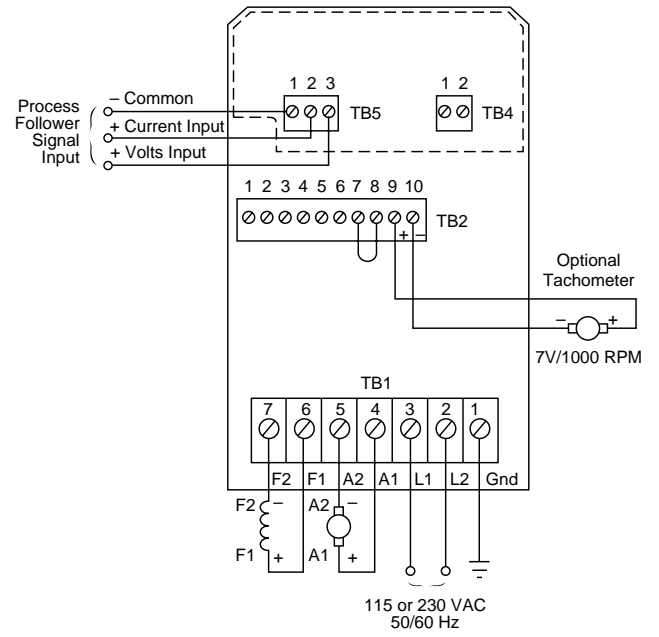 1 2 3
TB5
1 2
TB4
Process
Follower
Signal
Input
– Common
+ Current Input
+ Volts Input
1 2 3 4 5 6 7 8 9 10
TB2
+ –
Optional
Tachometer
– +
7V/1000 RPM
TB1
7 6 5 4 3 2 1
F2 F1 A2 A1 L1 L2 Gnd
F2 – A2 –
F1 + A1 +
115 or 230 VAC
50/60 Hz